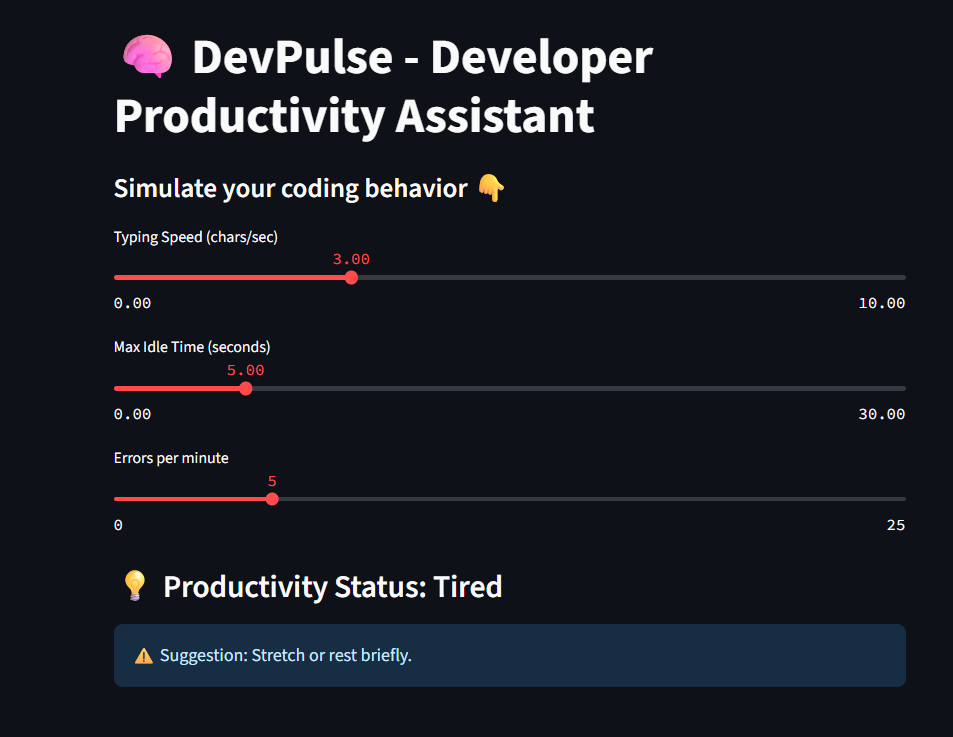 🧠 DevPulse - Developer
Productivity Assistant
Simulate your coding behavior 👇
Typing Speed (chars/sec)
3.00
0.00 10.00
Max Idle Time (seconds)
5.00
0.00 30.00
Errors per minute
5
0 25
💡 Productivity Status: Tired
⚠️ Suggestion: Stretch or rest briefly.